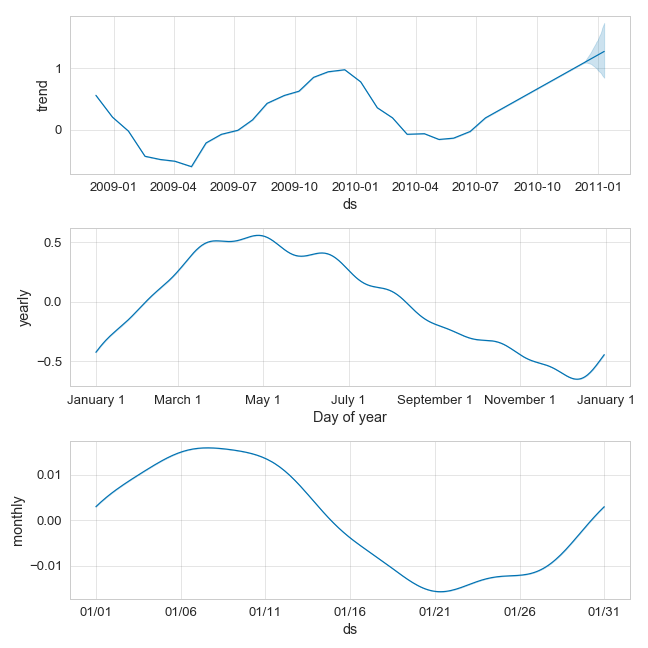 trend
1
0
2009-01 2009-04 2009-07 2009-10 2010-01 2010-04 2010-07 2010-10 2011-01
ds
yearly
0.5
0.0
−0.5
January 1 March 1 May 1 July 1 September 1 November 1 January 1
Day of year
monthly
0.01
0.00
−0.01
01/01 01/06 01/11 01/16 01/21 01/26 01/31
ds